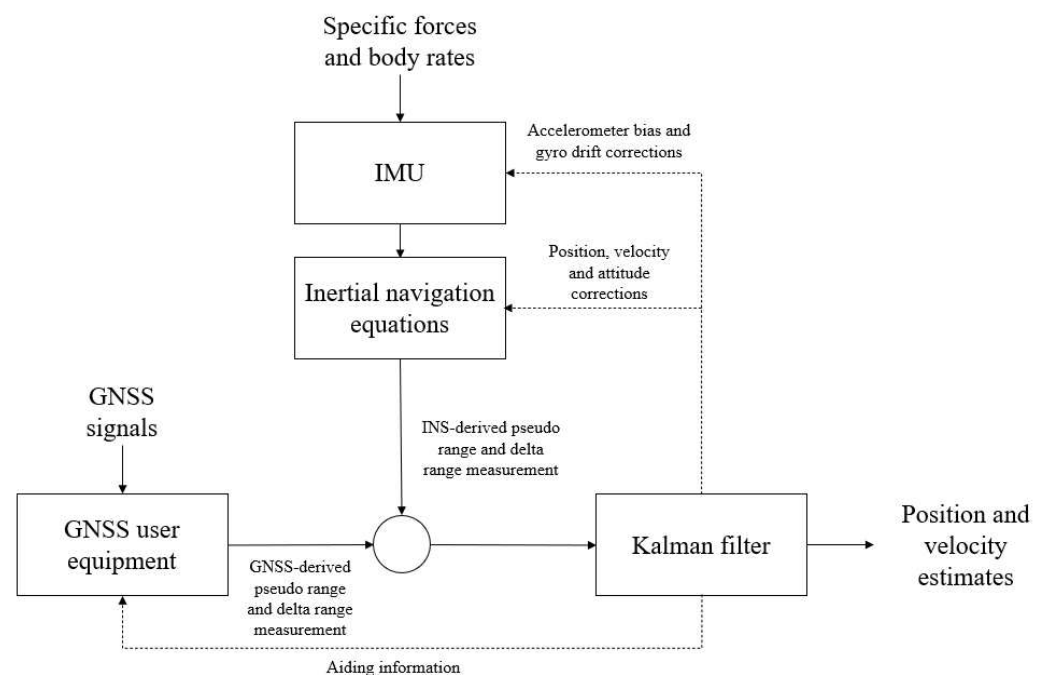 Specific forces
and body rates
Accelerometer bias and
gyro drift corrections
IMU
Position, velocity
and attitude
corrections
Inertial navigation
equations
GNSS
signals
INS-derived pseudo
range and delta
range measurement
GNSS user
equipment
GNSS-derived
pseudo range
and delta range
measurement
Kalman filter
Position and
velocity
estimates
Aiding information